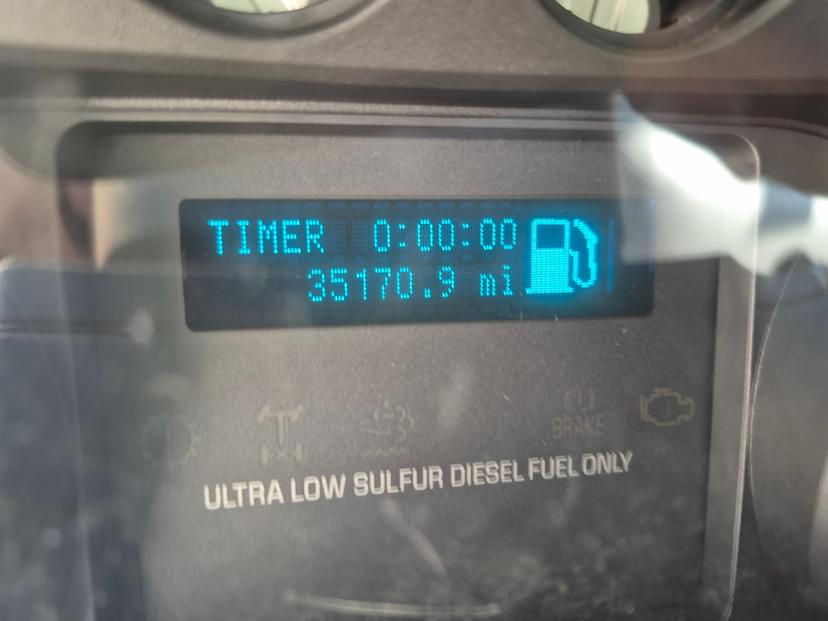 TIMER 0:00:00
35170.9 mi
BRAKE
ULTRA LOW SULFUR DIESEL FUEL ONLY